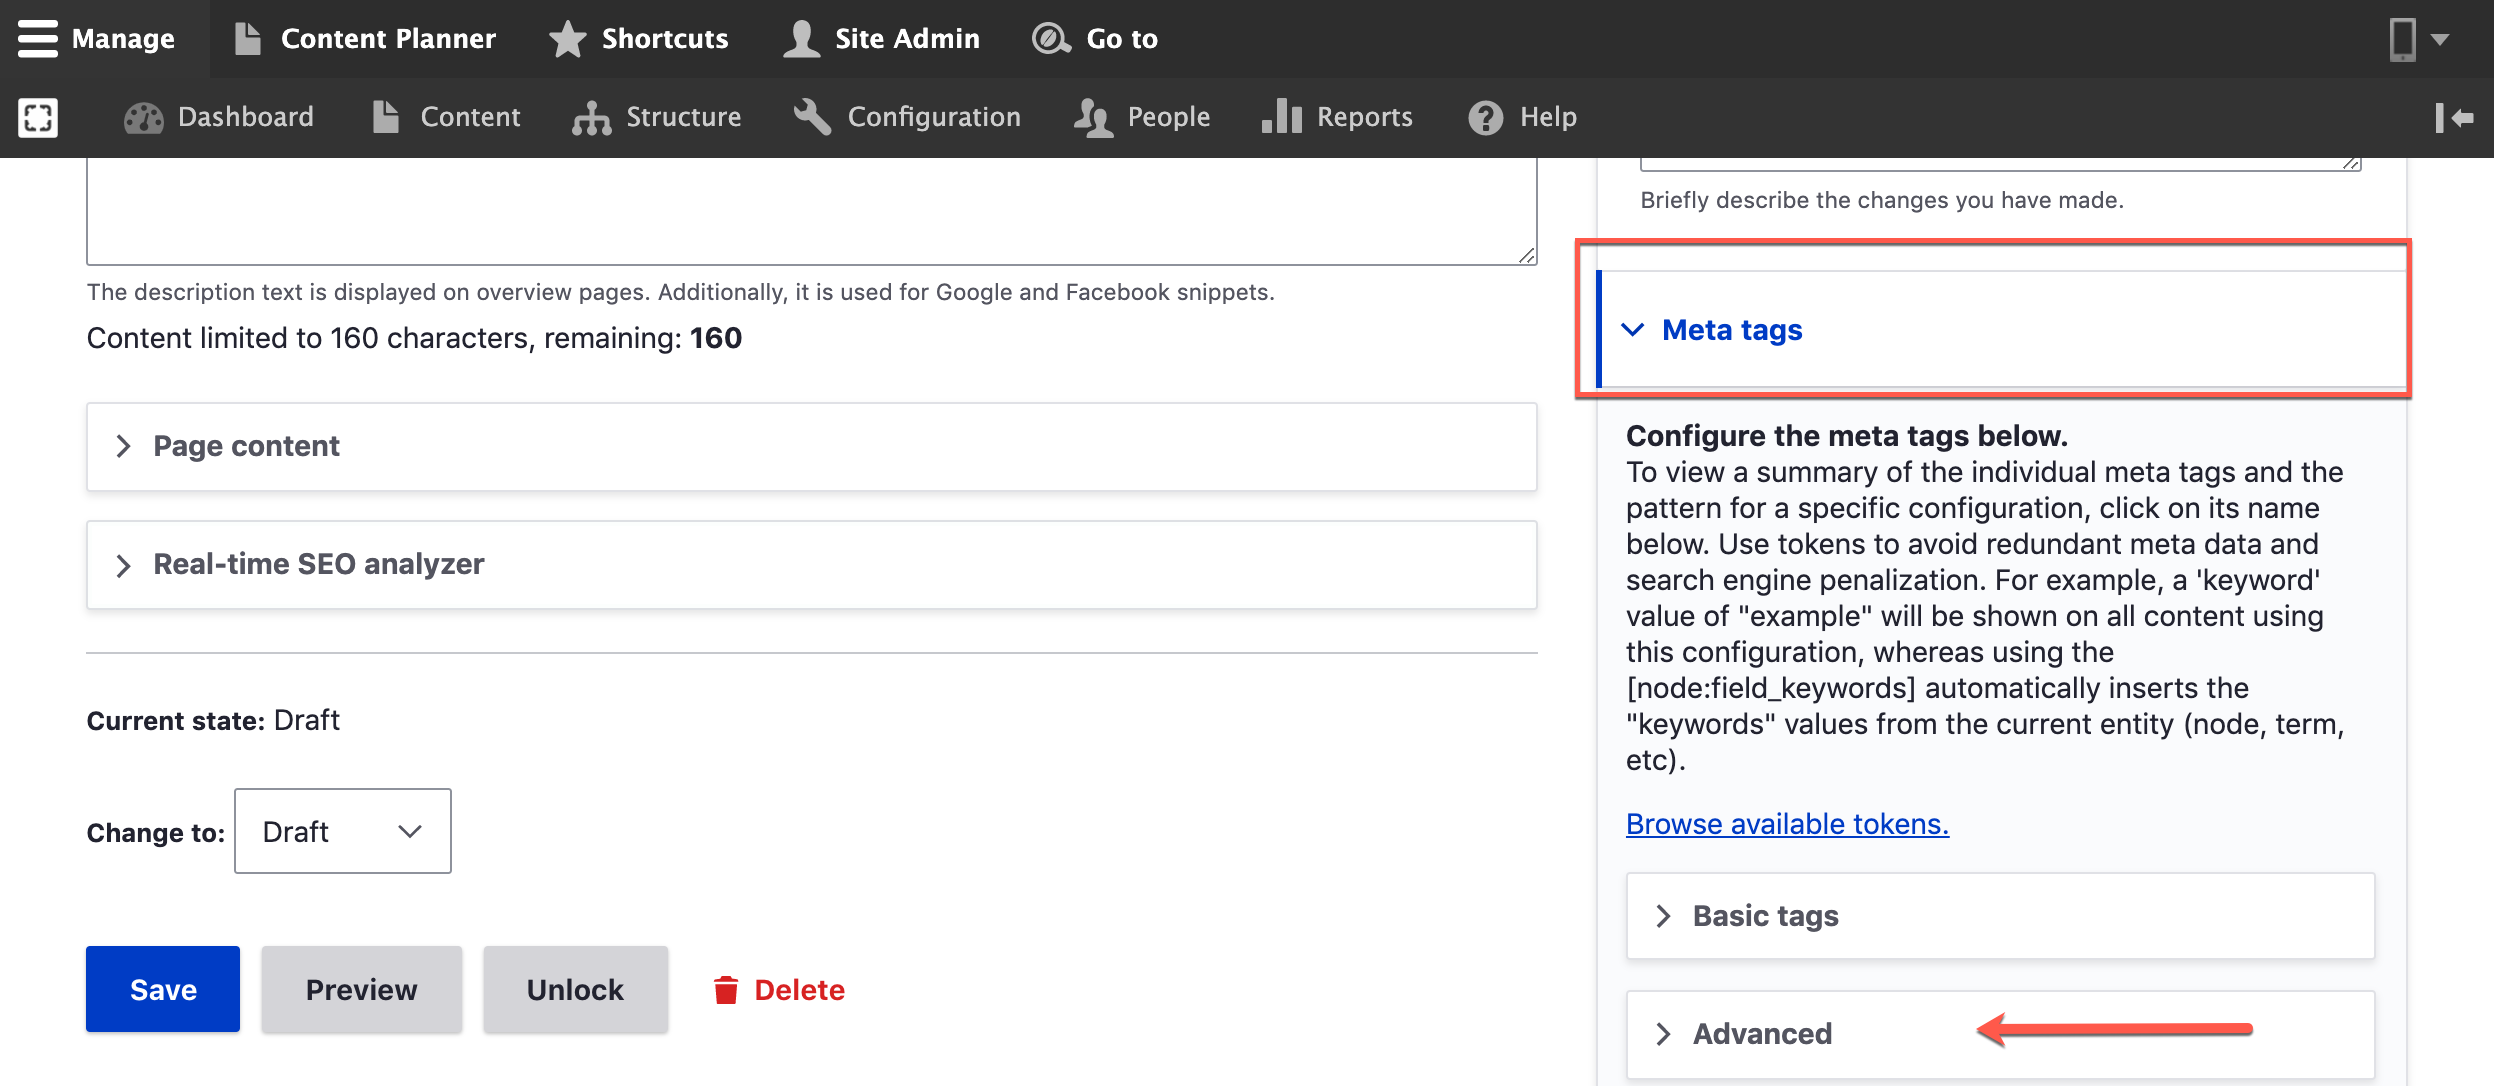 Manage
Content Planner
Shortcuts
Site Admin
Go to
Dashboard
Content
Structure
Configuration
People
Reports
Help
The description text is displayed on overview pages. Additionally, it is used for Google and Facebook snippets.
Content limited to 160 characters, remaining: 160
Page content
Real-time SEO analyzer
Current state: Draft
Change to: Draft
Save
Preview
Unlock
Delete
Briefly describe the changes you have made.
Meta tags
Configure the meta tags below.
To view a summary of the individual meta tags and the
pattern for a specific configuration, click on its name
below. Use tokens to avoid redundant meta data and
search engine penalization. For example, a 'keyword'
value of "example" will be shown on all content using
this configuration, whereas using the
[node:field_keywords] automatically inserts the
"keywords" values from the current entity (node, term,
etc).
Browse available tokens.
Basic tags
Advanced